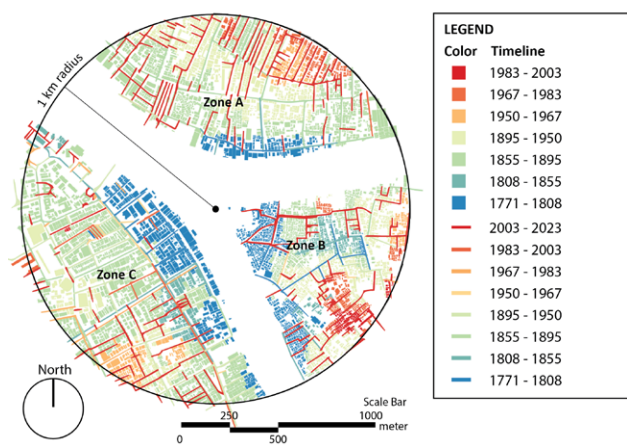 1 km radius
Zone A
Zone B
Zone C
North
Scale Bar
250
1000
meter
0
500
LEGEND
Color Timeline
1983 - 2003
1967 - 1983
1950 - 1967
1895 - 1950
1855 - 1895
1808 - 1855
1771 - 1808
2003 - 2023
1983 - 2003
1967 - 1983
1950 - 1967
1895 - 1950
1855 - 1895
1808 - 1855
1771 - 1808